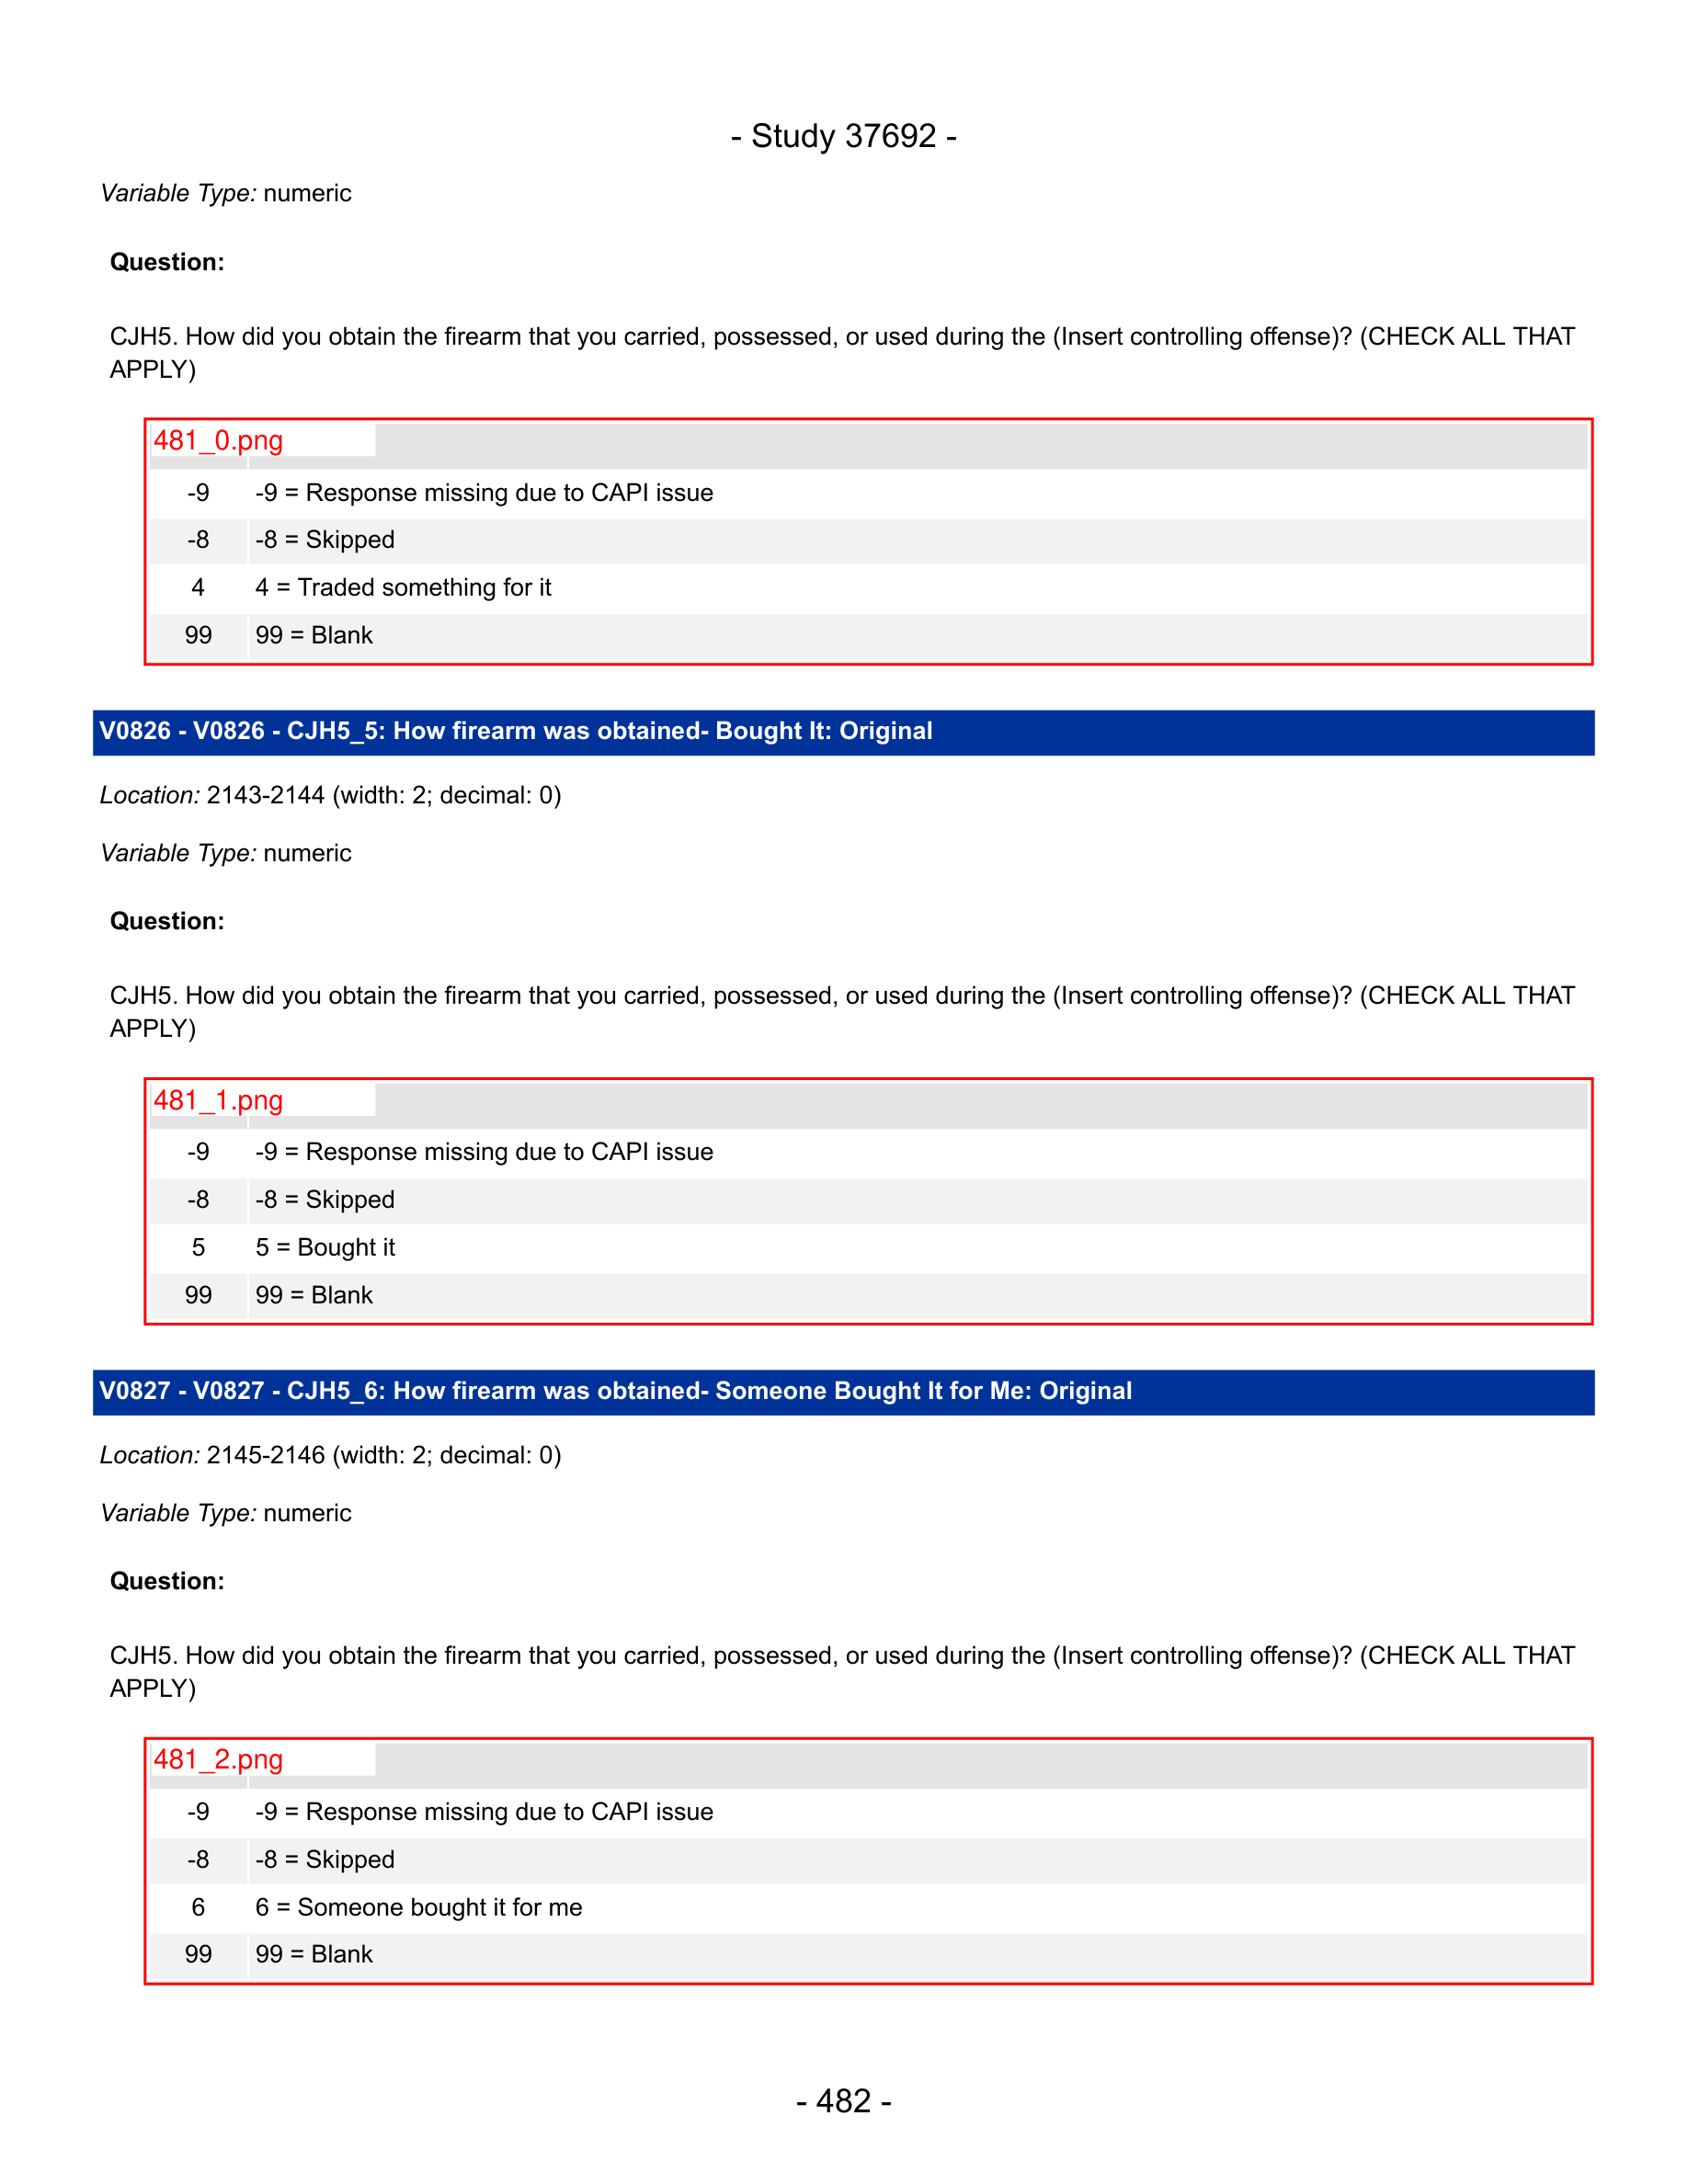 - Study 37692 -
Variable Type: numeric
Question:
CJH5. How did you obtain the firearm that you carried, possessed, or used during the (Insert controlling offense)? (CHECK ALL THAT
APPLY)
481_0.png
-9 -9 = Response missing due to CAPI issue
-8 -8 = Skipped
4 4 = Traded something for it
99 99 = Blank
V0826 - V0826 - CJH5_5: How firearm was obtained- Bought It: Original
Location: 2143-2144 (width: 2; decimal: 0)
Variable Type: numeric
Question:
CJH5. How did you obtain the firearm that you carried, possessed, or used during the (Insert controlling offense)? (CHECK ALL THAT
APPLY)
481_1.png
-9 -9 = Response missing due to CAPI issue
-8 -8 = Skipped
5 5 = Bought it
99 99 = Blank
V0827 - V0827 - CJH5_6: How firearm was obtained- Someone Bought It for Me: Original
Location: 2145-2146 (width: 2; decimal: 0)
Variable Type: numeric
Question:
CJH5. How did you obtain the firearm that you carried, possessed, or used during the (Insert controlling offense)? (CHECK ALL THAT
APPLY)
481_2.png
-9 -9 = Response missing due to CAPI issue
-8 -8 = Skipped
6 6 = Someone bought it for me
99 99 = Blank
- 482 -